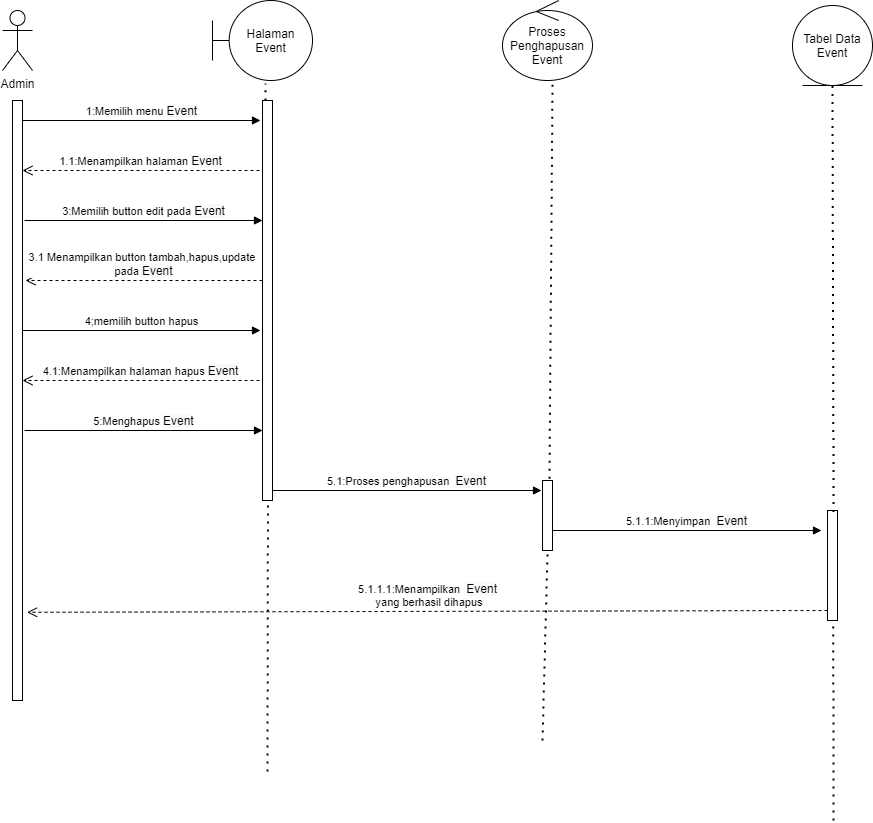 Admin
Halaman
Event
Proses
Penghapusan
Event
Tabel Data
Event
1:Memilih menu Event
1.1:Menampilkan halaman Event
3:Memilih button edit pada Event
3.1 Menampilkan button tambah,hapus,update
pada Event
4;memilih button hapus
4.1:Menampilkan halaman hapus Event
5:Menghapus Event
5.1:Proses penghapusan Event
5.1.1:Menyimpan Event
5.1.1.1:Menampilkan Event
yang berhasil dihapus